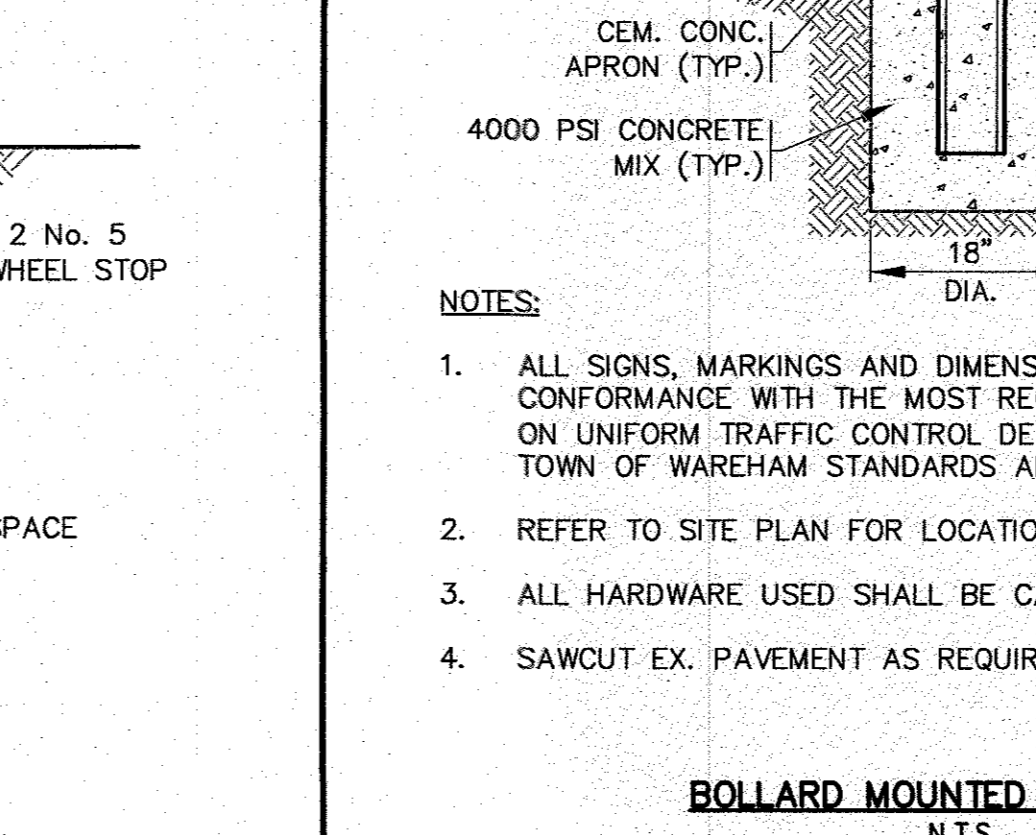 CEM. CONC.
APRON (TYP.)
4000 PSI CONCRETE
MIX (TYP.)
2 No. 5
WHEEL STOP
18"
DIA.
NOTES:
1. ALL SIGNS, MARKINGS AND DIMENS
CONFORMANCE WITH THE MOST RE
ON UNIFORM TRAFFIC CONTROL DE
TOWN OF WAREHAM STANDARDS A
SPACE
2. REFER TO SITE PLAN FOR LOCATIO
3. ALL HARDWARE USED SHALL BE CA
4. SAWCUT EX. PAVEMENT AS REQUIR
BOLLARD MOUNTED
N.T.S.